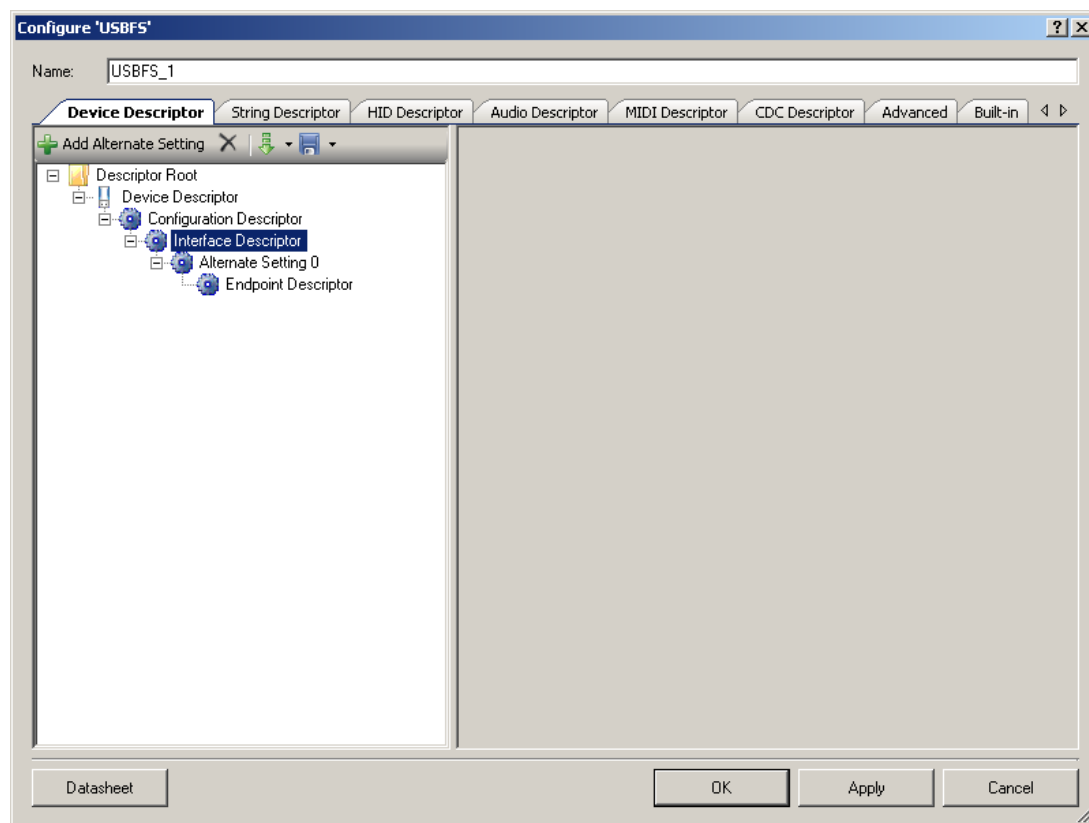 Configure 'USBFS'
Name: USBFS_1
Device Descriptor String Descriptor HID Descriptor Audio Descriptor MIDI Descriptor CDC Descriptor Advanced Built-in
Add Alternate Setting
Descriptor Root
Device Descriptor
Configuration Descriptor
Interface Descriptor
Alternate Setting 0
Endpoint Descriptor
Datasheet OK Apply Cancel